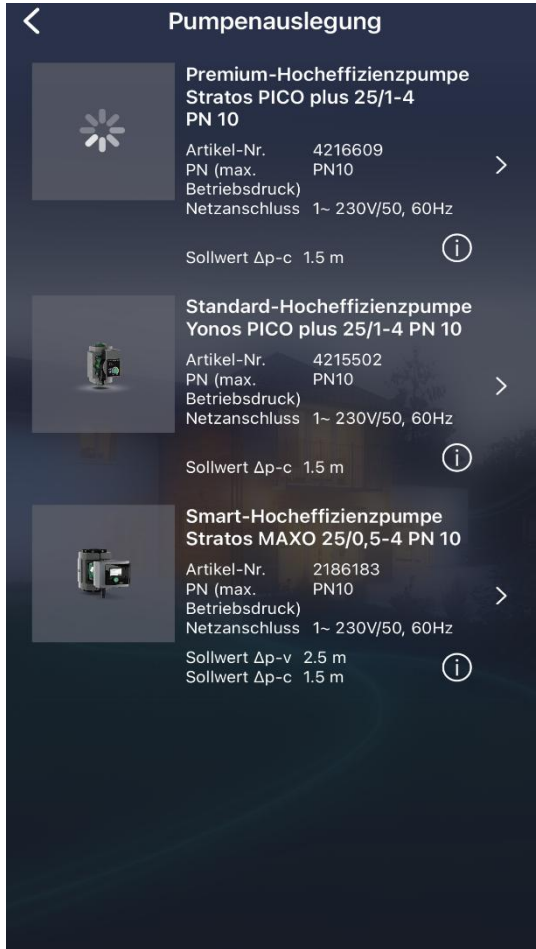 Pumpenauslegung
Premium-Hocheffizienzpumpe
Stratos PICO plus 25/1-4
PN 10
Artikel-Nr. 4216609
PN (max. PN10
Betriebsdruck)
Netzanschluss 1~ 230V/50, 60Hz
Sollwert Δp-c 1.5 m
Standard-Hocheffizienzpumpe
Yonos PICO plus 25/1-4 PN 10
Artikel-Nr. 4215502
PN (max. PN10
Betriebsdruck)
Netzanschluss 1~ 230V/50, 60Hz
Sollwert Δp-c 1.5 m
Smart-Hocheffizienzpumpe
Stratos MAXO 25/0,5-4 PN 10
Artikel-Nr. 2186183
PN (max. PN10
Betriebsdruck)
Netzanschluss 1~ 230V/50, 60Hz
Sollwert Δp-v 2.5 m
Sollwert Δp-c 1.5 m